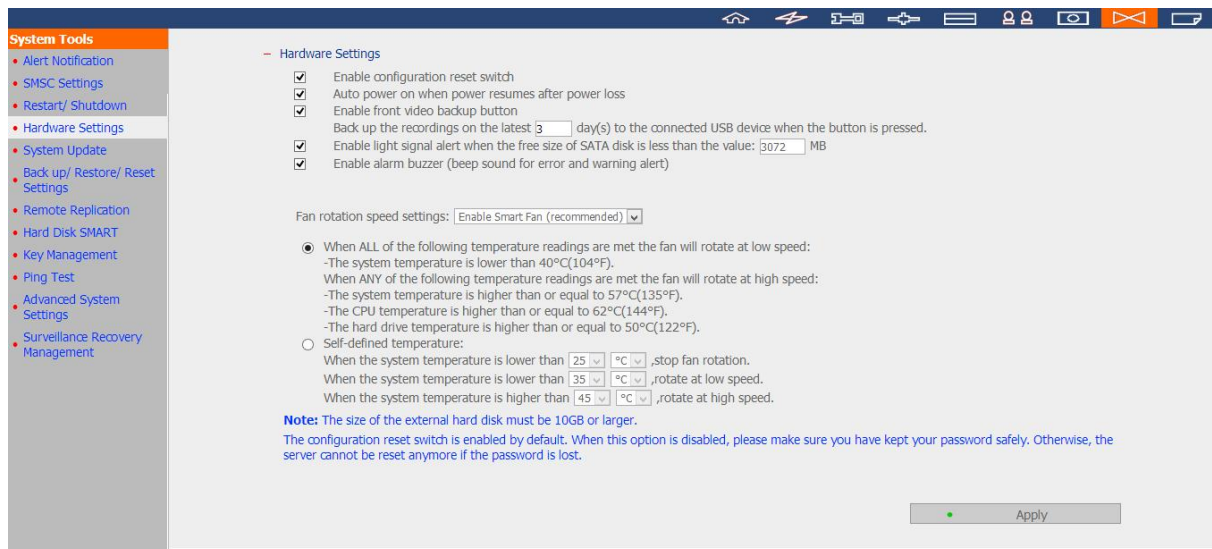 System Tools
Alert Notification
SMSC Settings
Restart/ Shutdown
Hardware Settings
System Update
Back up/ Restore/ Reset
Settings
Remote Replication
Hard Disk SMART
Key Management
Ping Test
Advanced System
Settings
Surveillance Recovery
Management
Hardware Settings
Enable configuration reset switch
Auto power on when power resumes after power loss
Enable front video backup button
Back up the recordings on the latest 3 day(s) to the connected USB device when the button is pressed.
Enable light signal alert when the free size of SATA disk is less than the value: 3072 MB
Enable alarm buzzer (beep sound for error and warning alert)
Fan rotation speed settings: Enable Smart Fan (recommended)
When ALL of the following temperature readings are met the fan will rotate at low speed:
-The system temperature is lower than 40°C(104°F).
When ANY of the following temperature readings are met the fan will rotate at high speed:
-The system temperature is higher than or equal to 57°C(135°F).
-The CPU temperature is higher than or equal to 62°C(144°F).
-The hard drive temperature is higher than or equal to 50°C(122°F).
Self-defined temperature:
When the system temperature is lower than 25 °C ,stop fan rotation.
When the system temperature is lower than 35 °C ,rotate at low speed.
When the system temperature is higher than 45 °C ,rotate at high speed.
Note: The size of the external hard disk must be 10GB or larger.
The configuration reset switch is enabled by default. When this option is disabled, please make sure you have kept your password safely. Otherwise, the
server cannot be reset anymore if the password is lost.
Apply